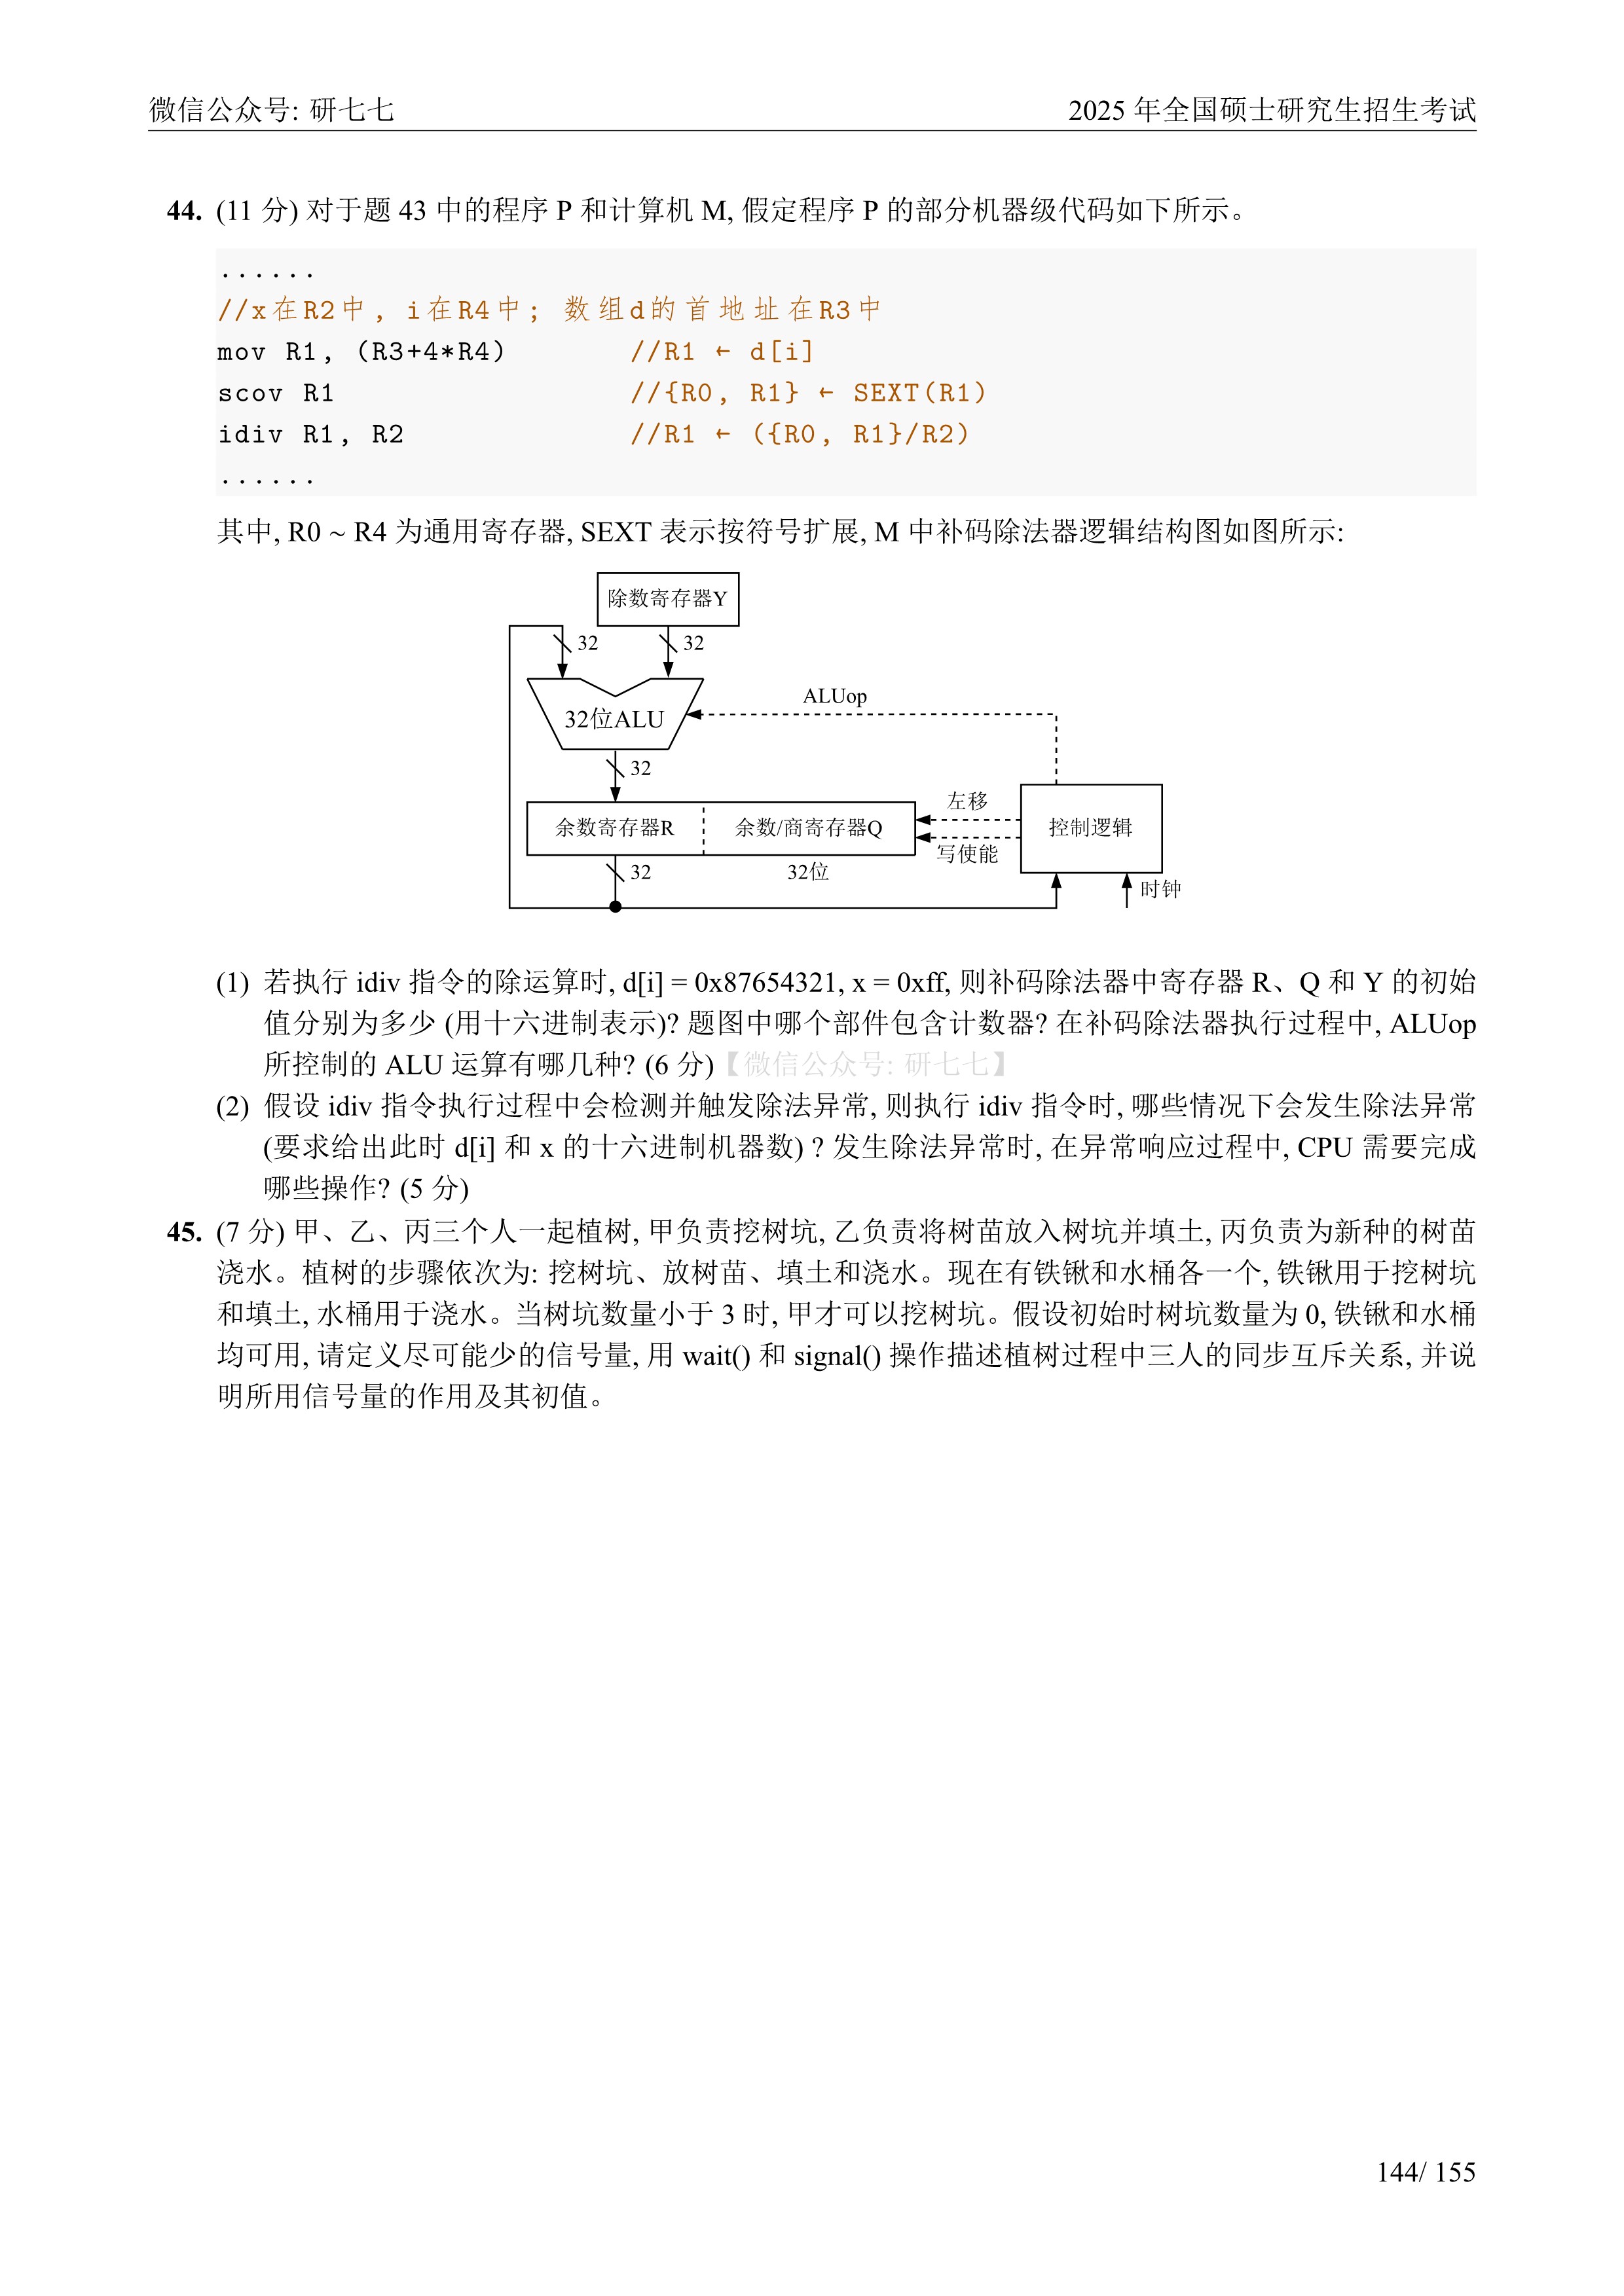 微信公众号: 研七七
2025 年全国硕士研究生招生考试
44. (11 分) 对于题 43 中的程序 P 和计算机 M, 假定程序 P 的部分机器级代码如下所示。
......
//x在R2中, i在R4中; 数组d的首地址在R3中
mov R1, (R3+4*R4) //R1 ← d[i]
scov R1 //{R0, R1} ← SEXT(R1)
idiv R1, R2 //R1 ← ({R0, R1}/R2)
......
其中, R0 ~ R4 为通用寄存器, SEXT 表示按符号扩展, M 中补码除法器逻辑结构图如图所示:
除数寄存器Y
32
32
ALUop
32位ALU
32
左移
余数寄存器R
余数/商寄存器Q
控制逻辑
写使能
32
32位
时钟
(1) 若执行 idiv 指令的除运算时, d[i] = 0x87654321, x = 0xff, 则补码除法器中寄存器 R、Q 和 Y 的初始
值分别为多少 (用十六进制表示)? 题图中哪个部件包含计数器? 在补码除法器执行过程中, ALUop
所控制的 ALU 运算有哪几种? (6 分)【微信公众号: 研七七】
(2) 假设 idiv 指令执行过程中会检测并触发除法异常, 则执行 idiv 指令时, 哪些情况下会发生除法异常
(要求给出此时 d[i] 和 x 的十六进制机器数) ? 发生除法异常时, 在异常响应过程中, CPU 需要完成
哪些操作? (5 分)
45. (7 分) 甲、乙、丙三个人一起植树, 甲负责挖树坑, 乙负责将树苗放入树坑并填土, 丙负责为新种的树苗
浇水。植树的步骤依次为: 挖树坑、放树苗、填土和浇水。现在有铁锹和水桶各一个, 铁锹用于挖树坑
和填土, 水桶用于浇水。当树坑数量小于 3 时, 甲才可以挖树坑。假设初始时树坑数量为 0, 铁锹和水桶
均可用, 请定义尽可能少的信号量, 用 wait() 和 signal() 操作描述植树过程中三人的同步互斥关系, 并说
明所用信号量的作用及其初值。
144/ 155